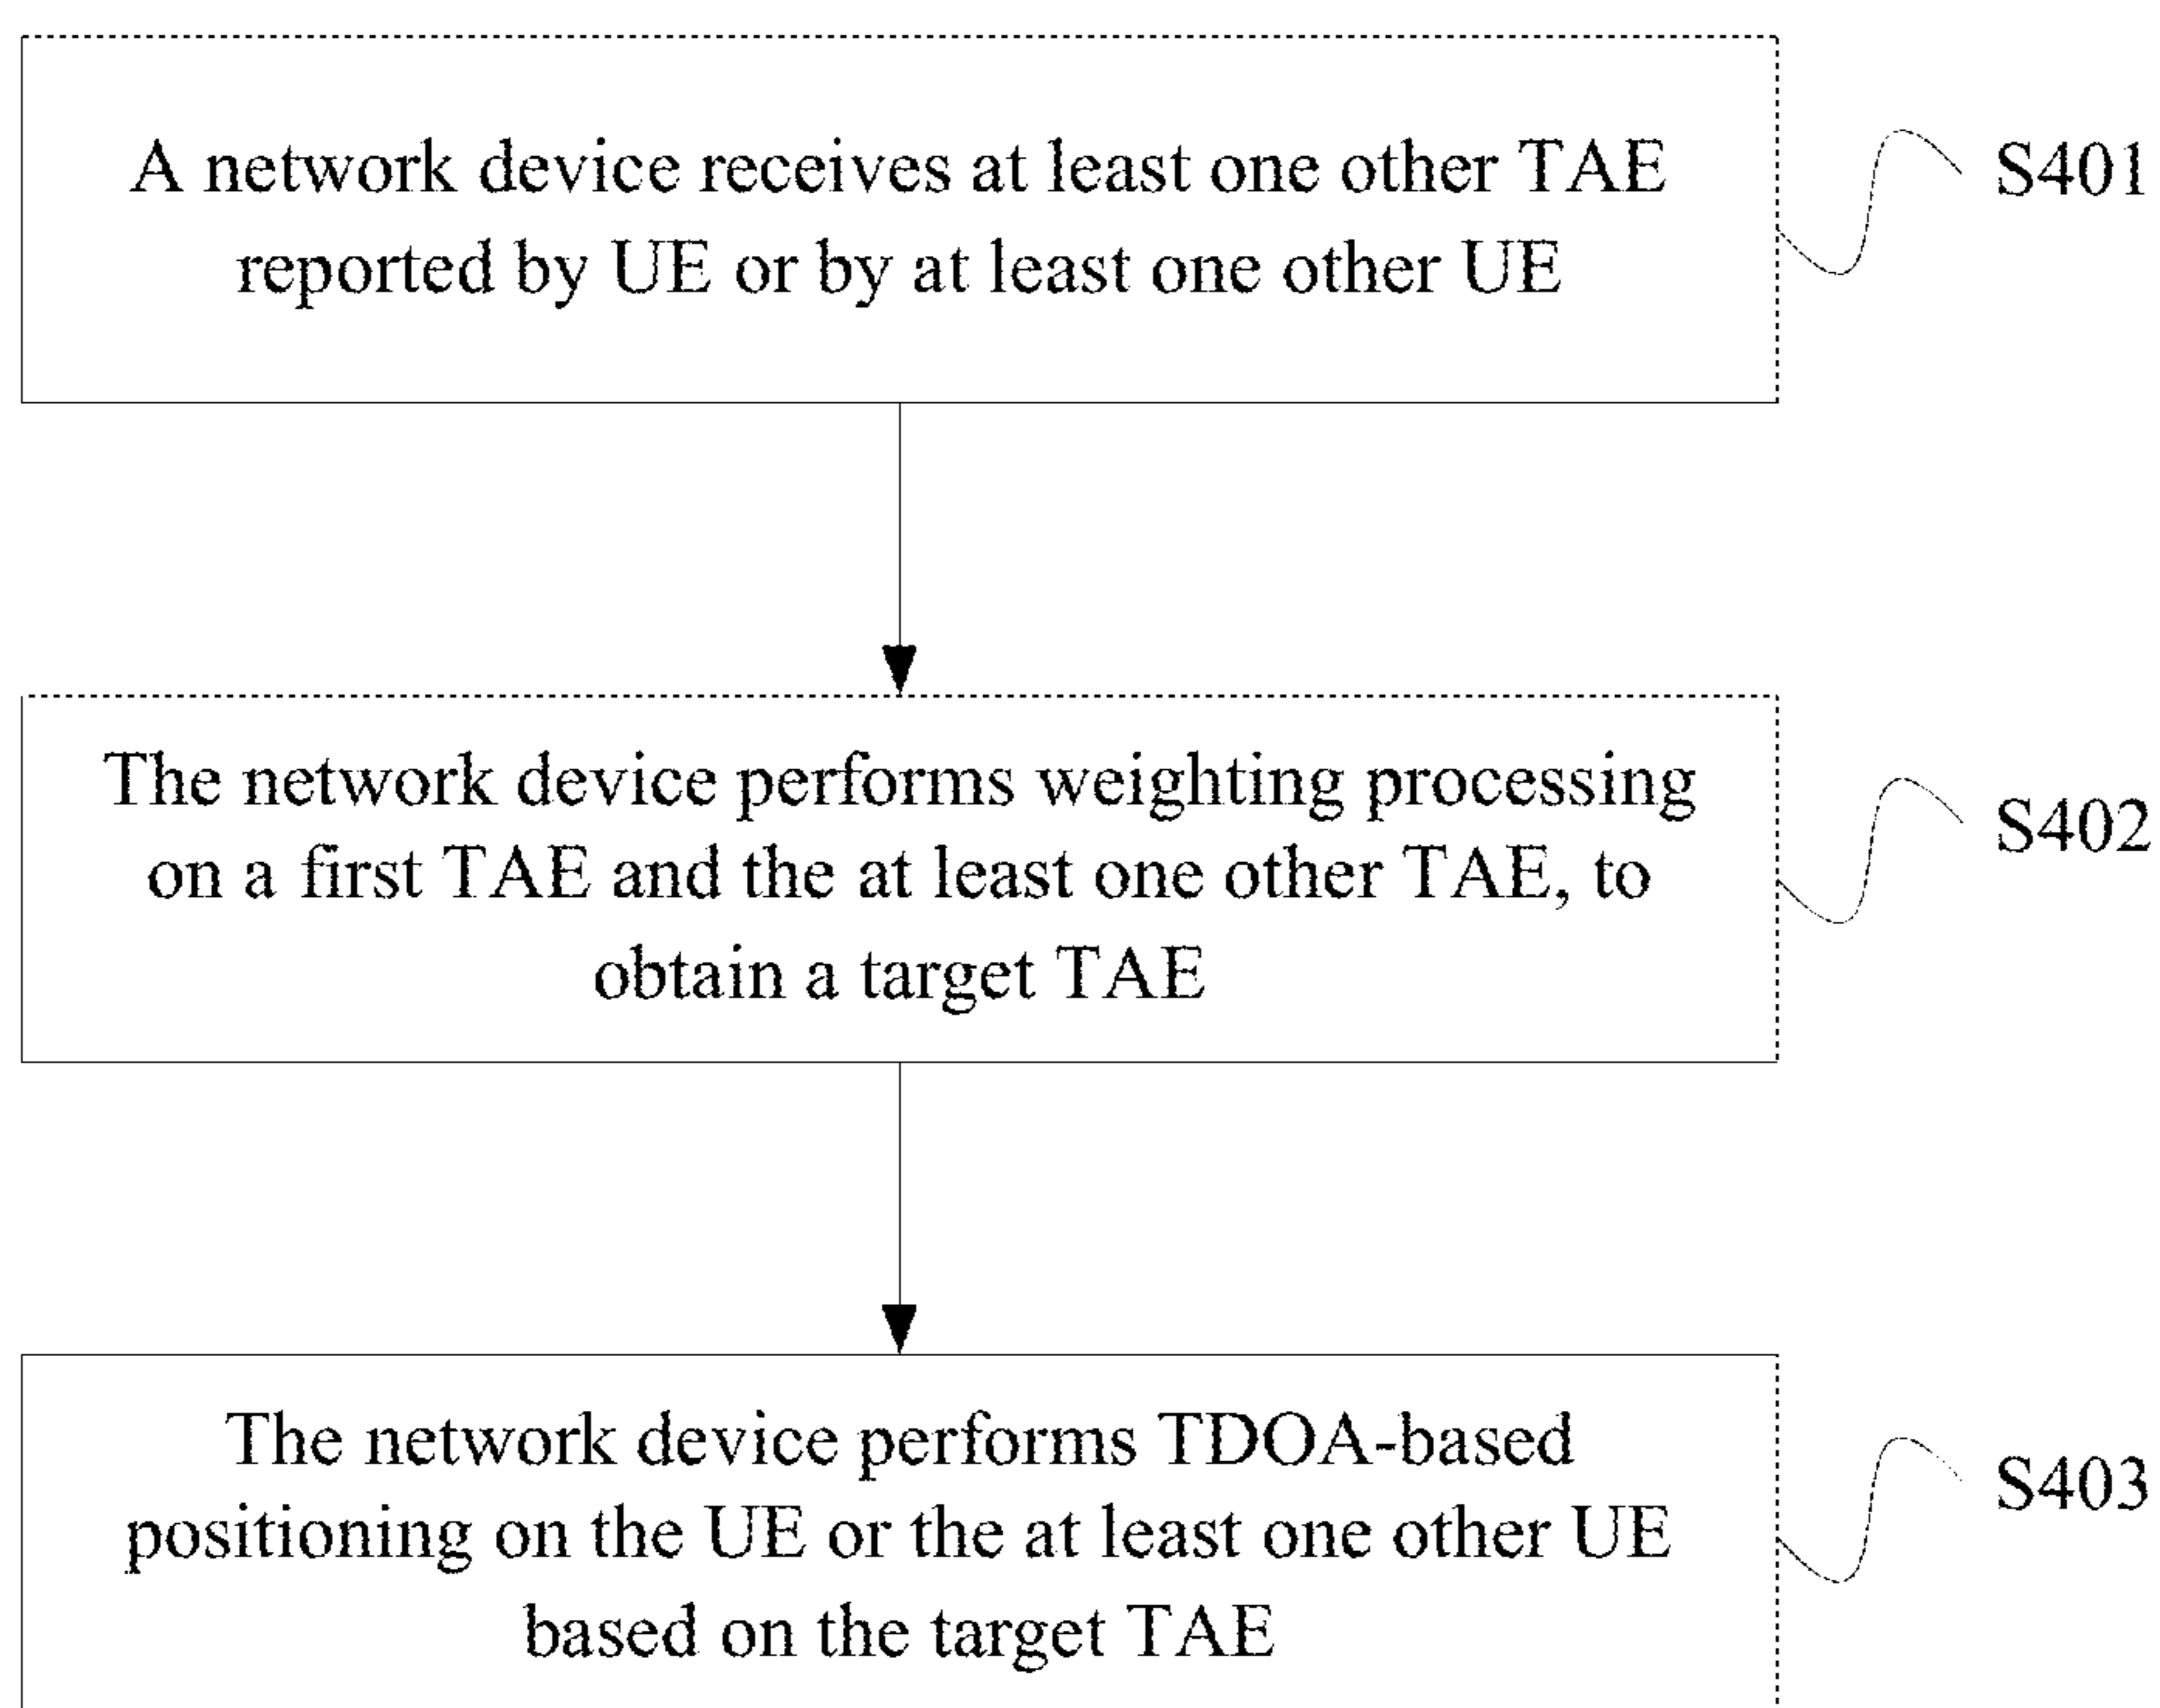 A network device receives at least one other TAE
reported by UE or by at least one other UE
S401
The network device performs weighting processing
on a first TAE and the at least one other TAE, to
obtain a target TAE
S402
The network device performs TDOA-based
positioning on the UE or the at least one other UE
based on the target TAE
S403